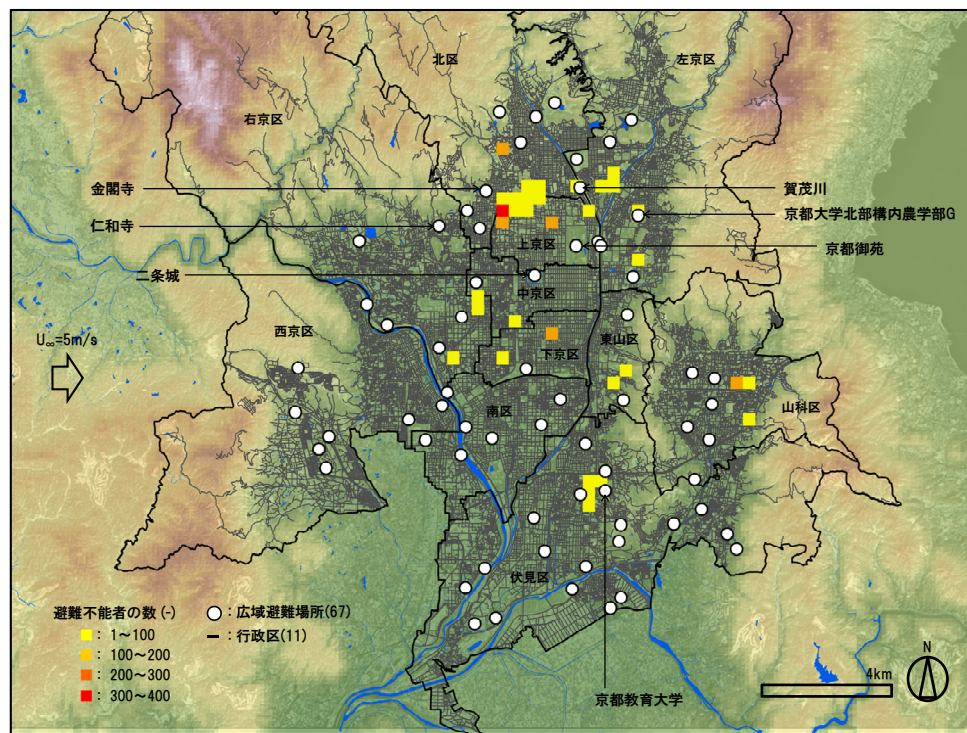 北区
左京区
右京区
金閣寺
賀茂川
京都大学北部構内農学部G
仁和寺
上京区
京都御苑
二条城
中京区
西京区
東山区
U∞=5m/s
下京区
山科区
南区
伏見区
避難不能者の数(-)
: 1~100
: 100~200
: 200~300
: 300~400
: 広域避難場所(67)
: 行政区(11)
京都教育大学
4km
N